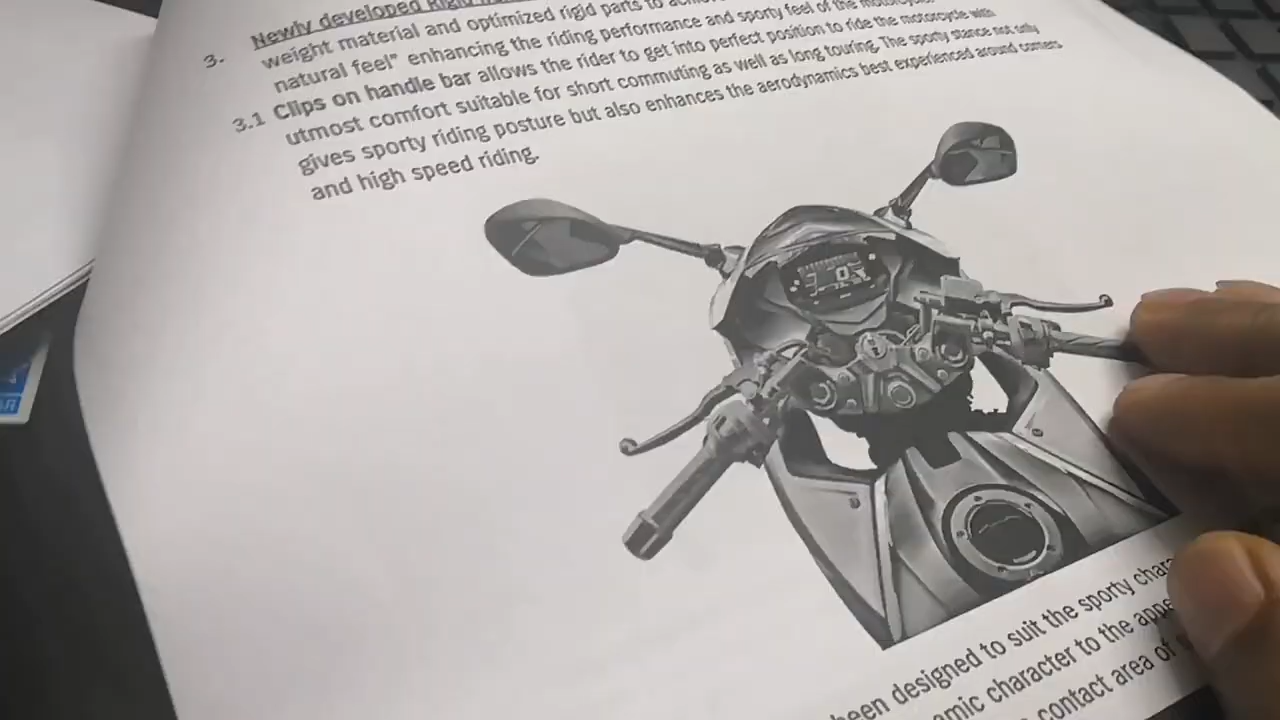 3. Newly developed Rigid
weight material and optimized rigid parts to
natural feel" enhancing the riding performance and sporty feel of the motorcycle.
3.1 Clips on handle bar allows the rider to get into perfect position to ride the motorcycle with
utmost comfort suitable for short commuting as well as long touring. The sporty stance not only
gives sporty riding posture but also enhances the aerodynamics best experienced around corners
and high speed riding.
been designed to suit the sporty
character to the
contact area of